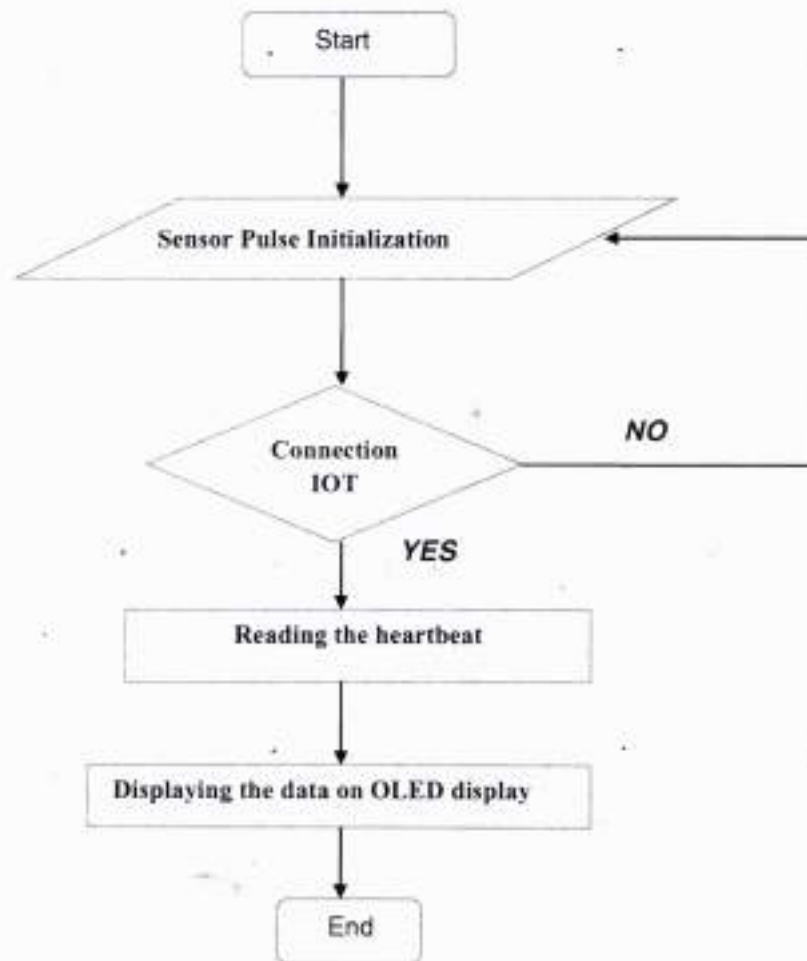 Start
Sensor Pulse Initialization
Connection
IOT
NO
YES
Reading the heartbeat
Displaying the data on OLED display
End